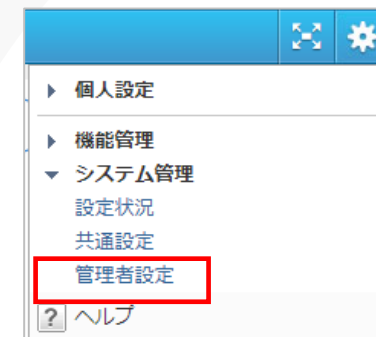 個人設定
機能管理
システム管理
設定状況
共通設定
管理者設定
? ヘルプ